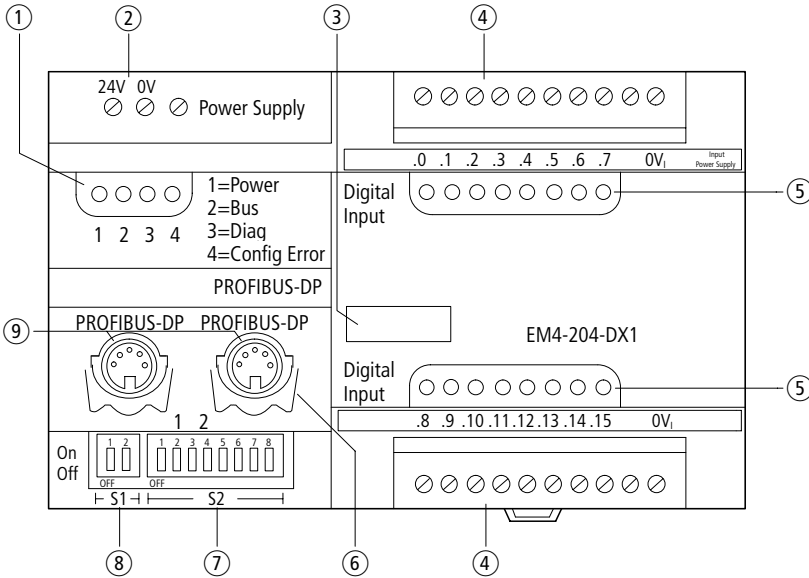 1 2 3 4
24V 0V
Power Supply
.0 .1 .2 .3 .4 .5 .6 .7 0VI
Input
Power Supply
1=Power
2=Bus
3=Diag
4=Config Error
1 2 3 4
Digital
Input
5
PROFIBUS-DP
9
PROFIBUS-DP PROFIBUS-DP
EM4-204-DX1
Digital
Input
5
1 2
.8 .9 .10 .11 .12 .13 .14 .15 0VI
On
Off
1 2
1 2 3 4 5 6 7 8
OFF OFF
S1 S2
8 7 6 4